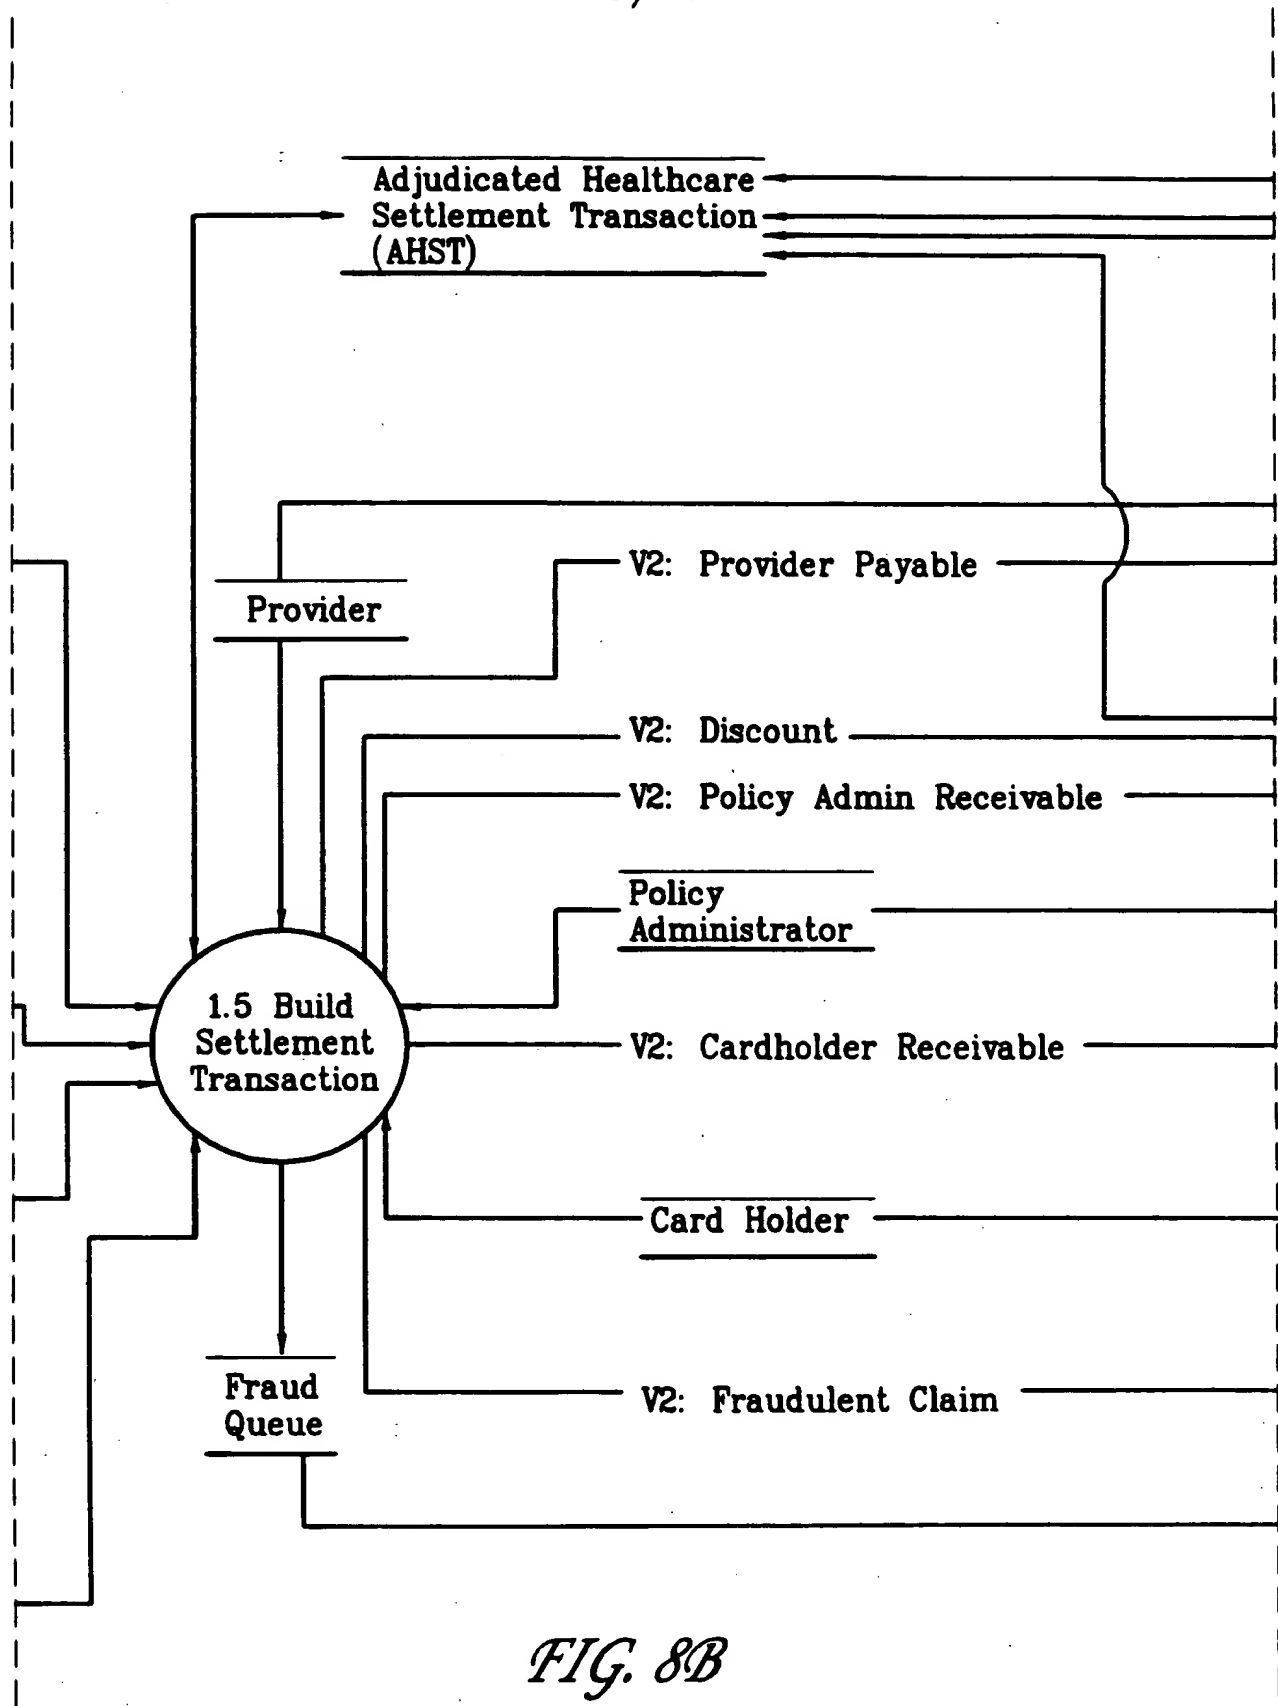 Adjudicated Healthcare
Settlement Transaction
(AHST)
V2: Provider Payable
Provider
V2: Discount
V2: Policy Admin Receivable
Policy
Administrator
1.5 Build
Settlement
Transaction
V2: Cardholder Receivable
Card Holder
Fraud
Queue
V2: Fraudulent Claim
FIG. 8B